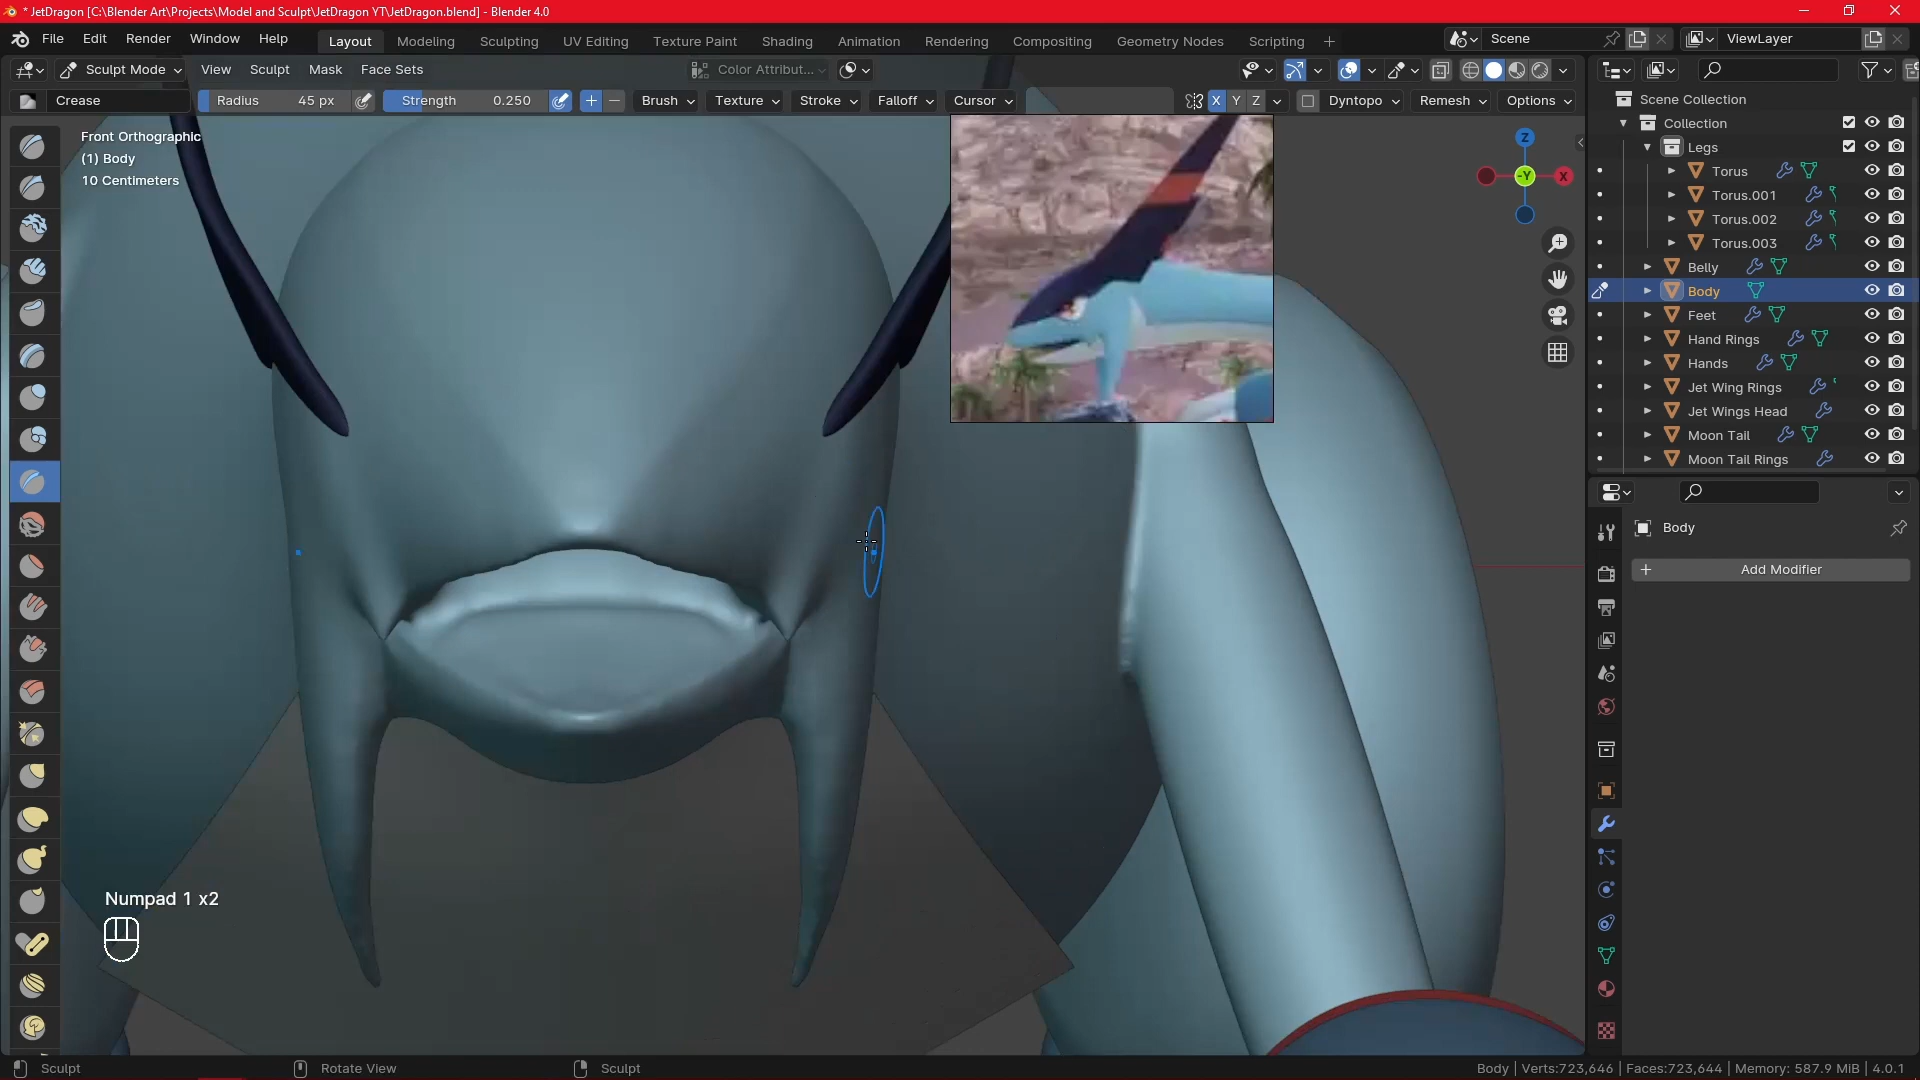 * JetDragon [C:\Blender Art\Projects\Model and Sculpt\JetDragon YT\JetDragon.blend] - Blender 4.0
File Edit Render Window Help Layout Modeling Sculpting UV Editing Texture Paint Shading Animation Rendering Compositing Geometry Nodes Scripting + Scene ViewLayer
Sculpt Mode View Sculpt Mask Face Sets Color Attribut...
Crease Radius 45 px Strength 0.250 Brush Texture Stroke Falloff Cursor X Y Z Dyntopo Remesh Options
Front Orthographic
(1) Body
10 Centimeters
Z
-Y
X
Scene Collection
Collection
Legs
Torus
Torus.001
Torus.002
Torus.003
Belly
Body
Feet
Hand Rings
Hands
Jet Wing Rings
Jet Wings Head
Moon Tail
Moon Tail Rings
Body
+ Add Modifier
Numpad 1 x2
Sculpt Rotate View Sculpt Body | Verts:723,646 | Faces:723,644 | Memory: 587.9 MiB | 4.0.1